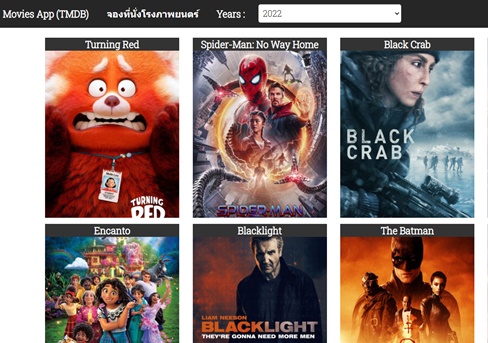 Movies App (TMDB) จองที่นั่งโรงภาพยนตร์ Years : 2022
Turning Red Spider-Man: No Way Home Black Crab
TURNING
RED
SPIDER-MAN
BLACK
CRAB
Encanto Blacklight The Batman
LIAM NEESON
BLACKLIGHT
THEY'RE GONNA NEED MORE MEN